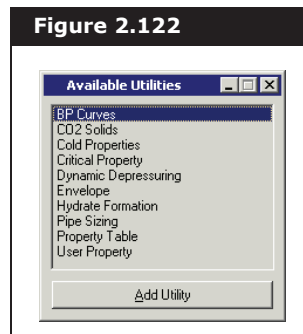 Figure 2.122
Available Utilities
BP Curves
CO2 Solids
Cold Properties
Critical Property
Dynamic Depressuring
Envelope
Hydrate Formation
Pipe Sizing
Property Table
User Property
Add Utility